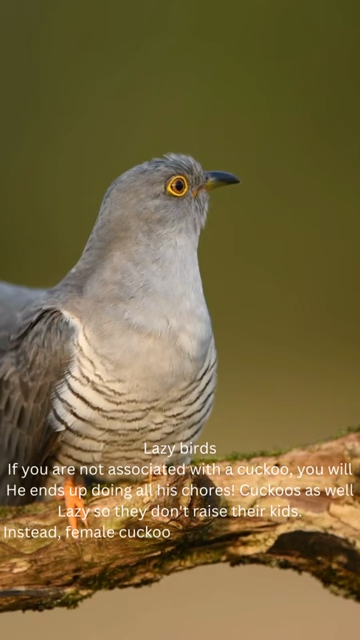 Lazy birds
If you are not associated with a cuckoo, you will
He ends up doing all his chores! Cuckoos as well
Lazy so they don't raise their kids.
Instead, female cuckoo